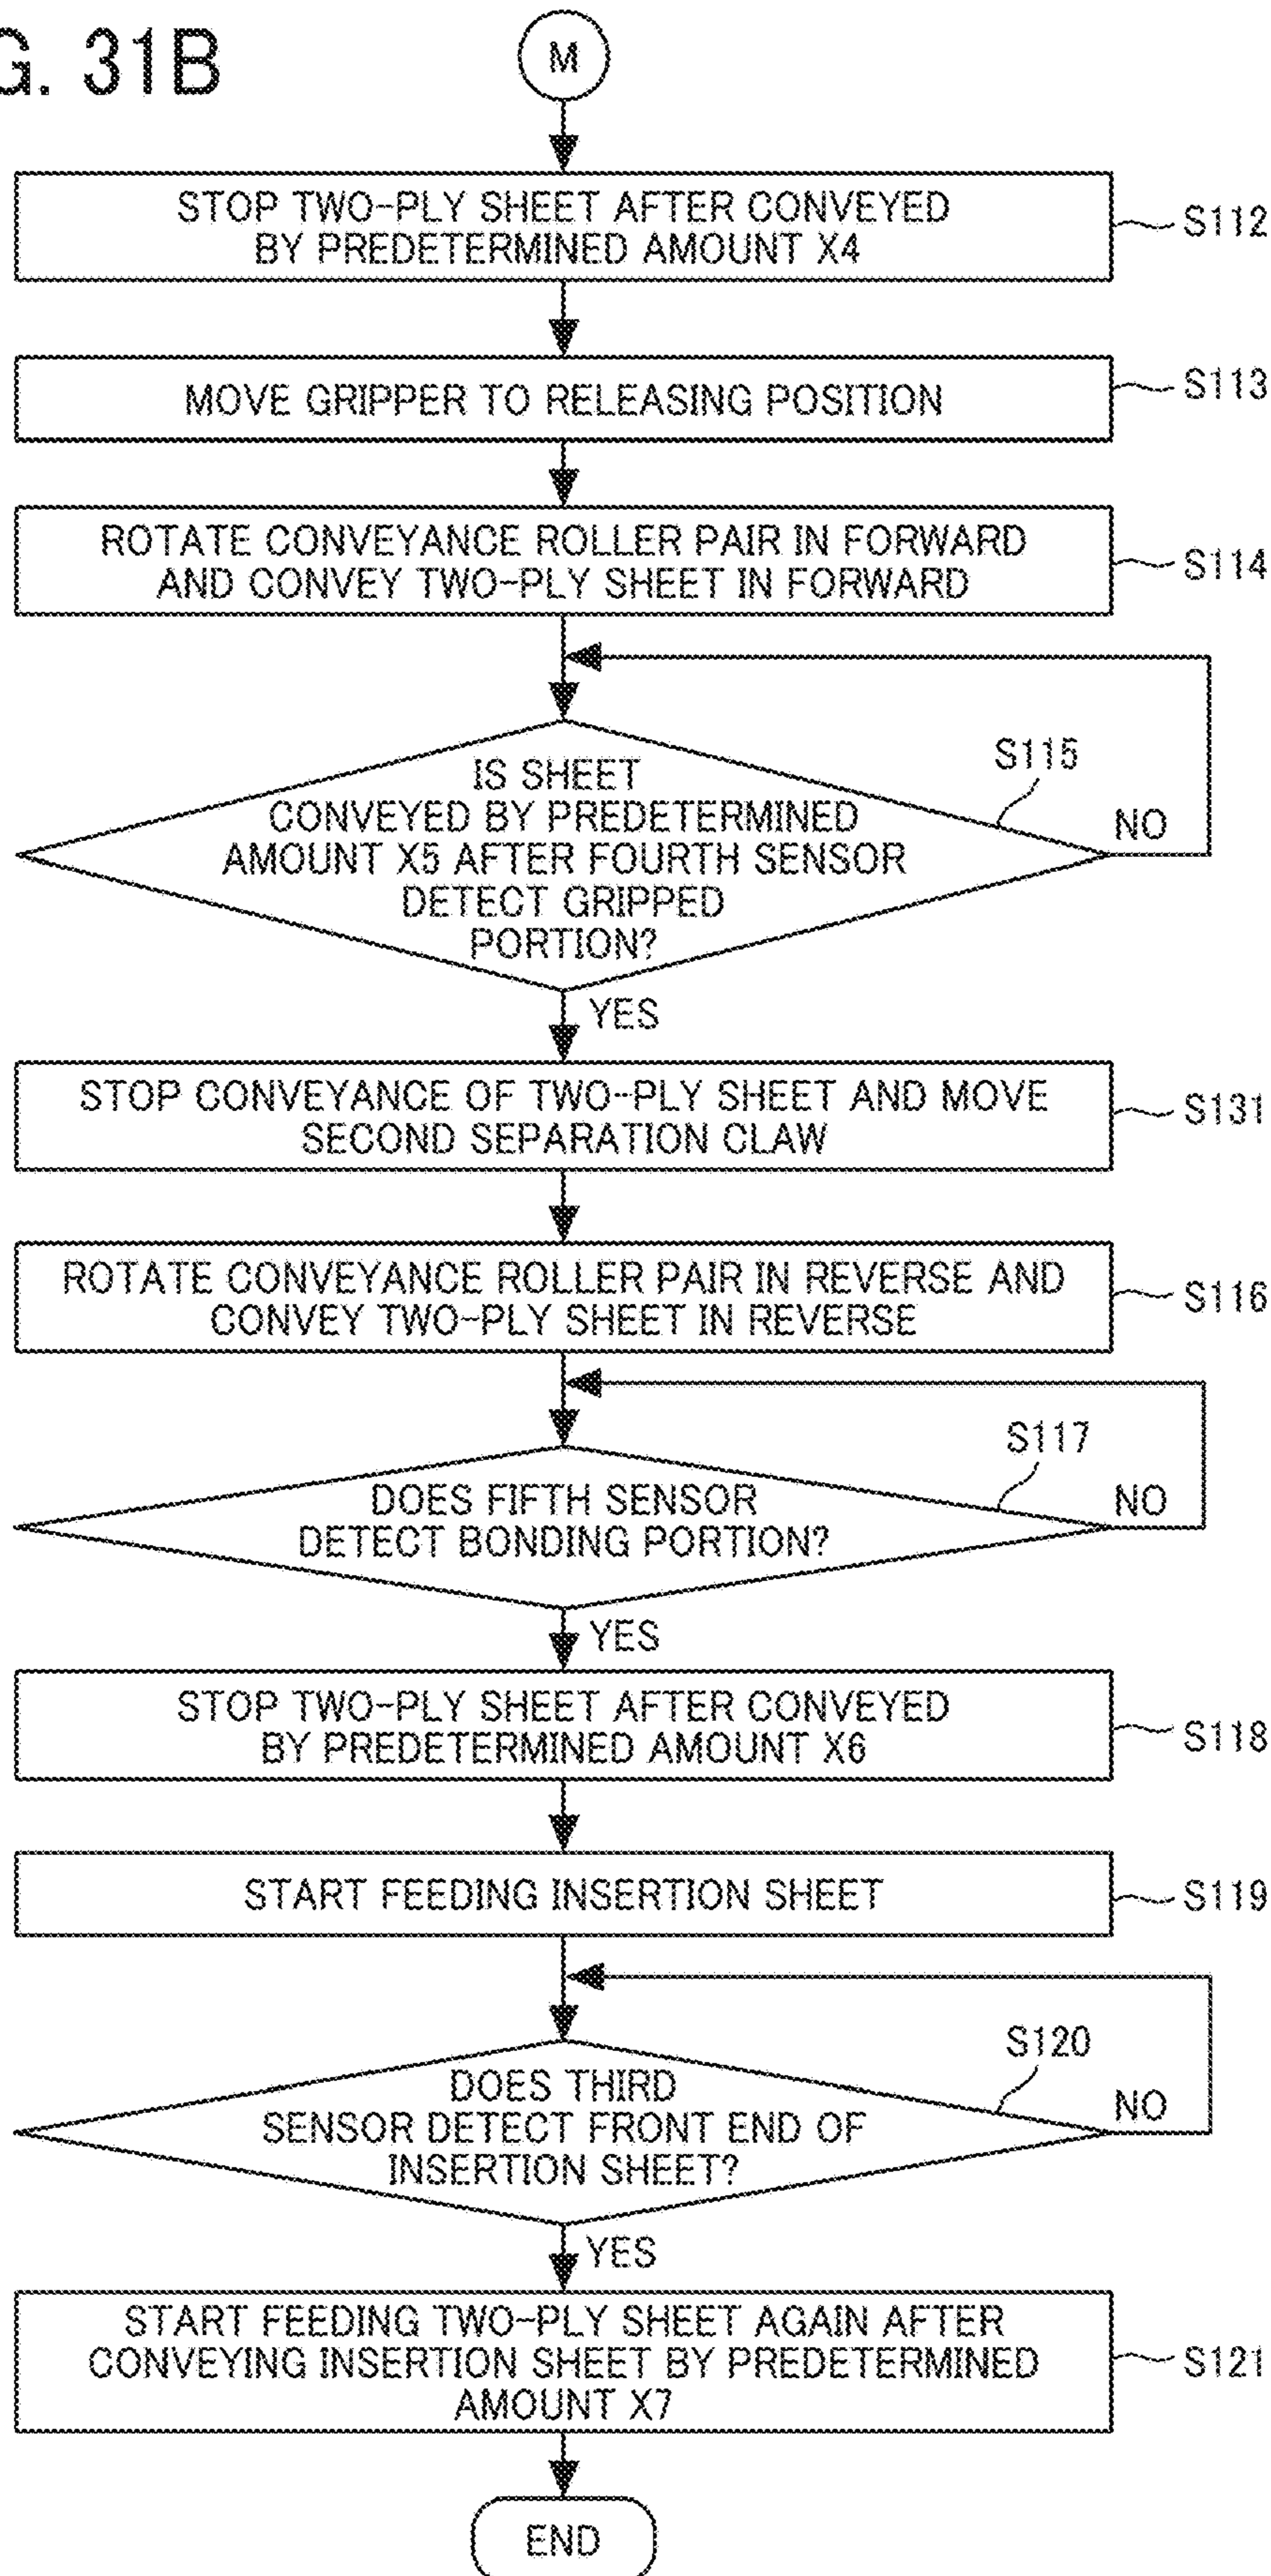 G. 31B
M
STOP TWO-PLY SHEET AFTER CONVEYED
BY PREDETERMINED AMOUNT X4
S112
MOVE GRIPPER TO RELEASING POSITION
S113
ROTATE CONVEYANCE ROLLER PAIR IN FORWARD
AND CONVEY TWO-PLY SHEET IN FORWARD
S114
IS SHEET
CONVEYED BY PREDETERMINED
AMOUNT X5 AFTER FOURTH SENSOR
DETECT GRIPPED
PORTION?
S115
NO
YES
STOP CONVEYANCE OF TWO-PLY SHEET AND MOVE
SECOND SEPARATION CLAW
S131
ROTATE CONVEYANCE ROLLER PAIR IN REVERSE AND
CONVEY TWO-PLY SHEET IN REVERSE
S116
DOES FIFTH SENSOR
DETECT BONDING PORTION?
S117
NO
YES
STOP TWO-PLY SHEET AFTER CONVEYED
BY PREDETERMINED AMOUNT X6
S118
START FEEDING INSERTION SHEET
S119
DOES THIRD
SENSOR DETECT FRONT END OF
INSERTION SHEET?
S120
NO
YES
START FEEDING TWO-PLY SHEET AGAIN AFTER
CONVEYING INSERTION SHEET BY PREDETERMINED
AMOUNT X7
S121
END